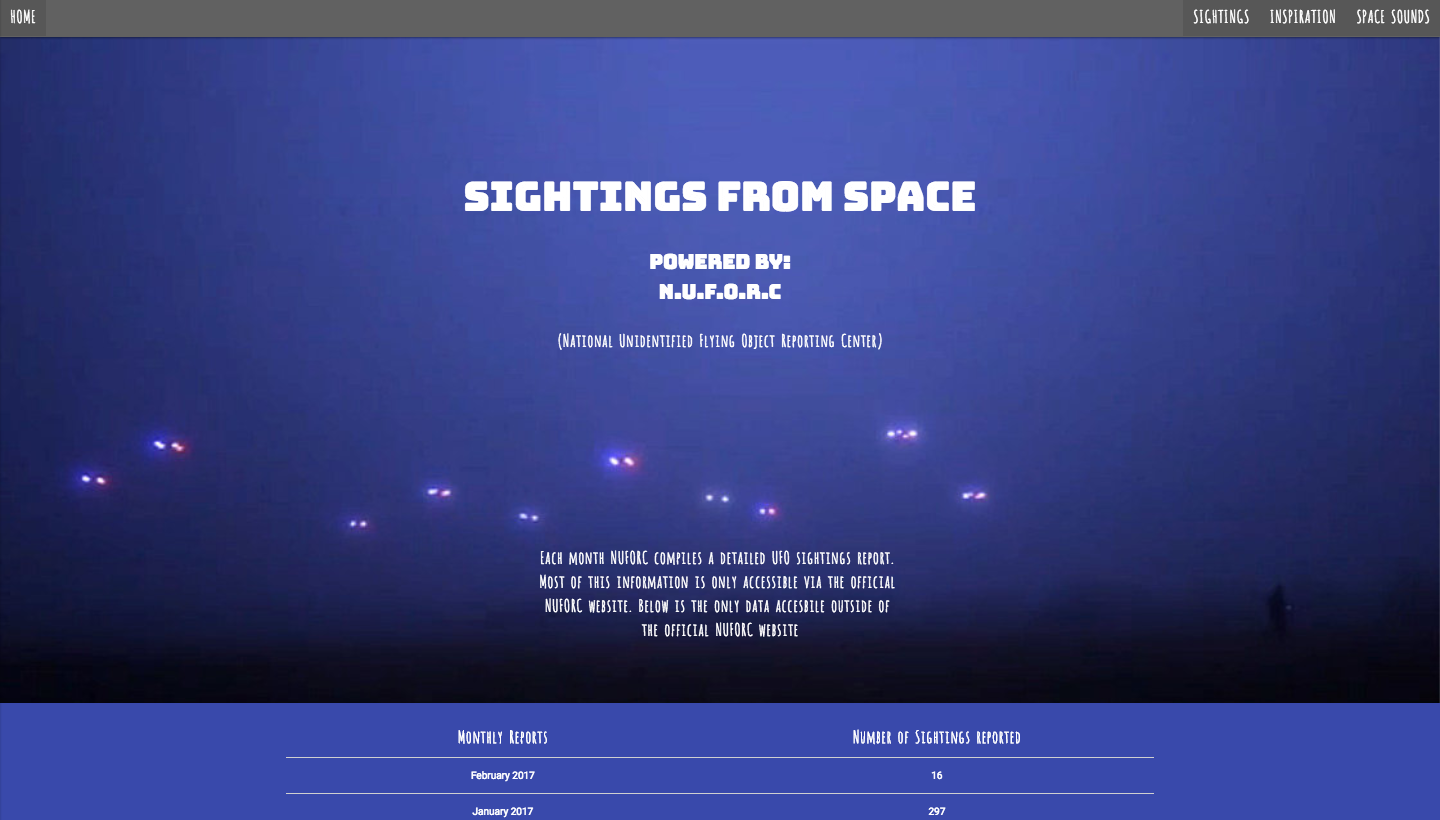 HOME SIGHTINGS INSPIRATION SPACE SOUNDS
SIGHTINGS FROM SPACE
POWERED BY:
N.U.F.O.R.C
(National Unidentified Flying Object Reporting Center)
Each month NUFORC compiles a detailed UFO sightings report.
Most of this information is only accessible via the official
NUFORC website. Below is the only data accesbile outside of
the official NUFORC website
Monthly Reports Number of Sightings reported
February 2017 16
January 2017 297